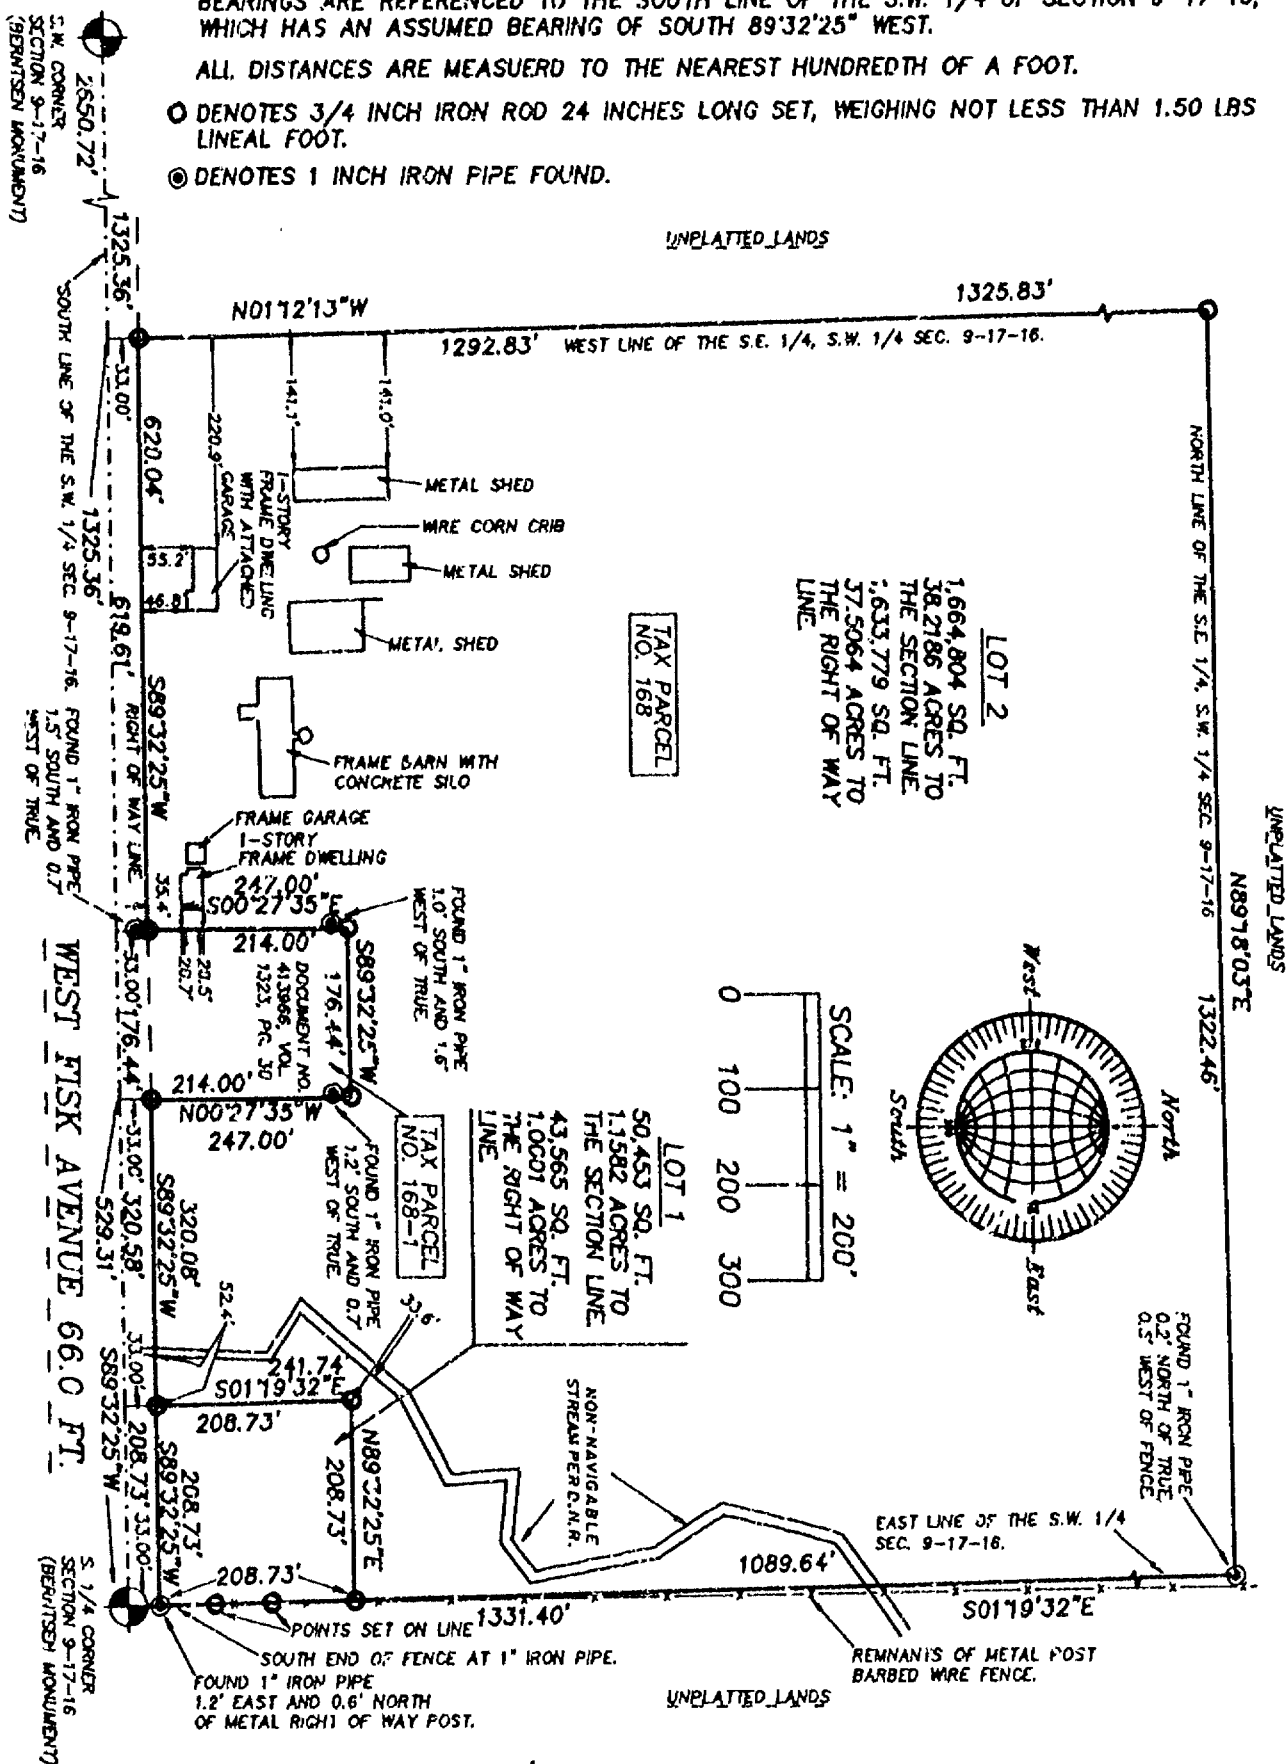 BEARINGS ARE REFERENCED TO THE SOUTH LINE OF THE S.W. 1/4 OF SECTION 9-17-16,
WHICH HAS AN ASSUMED BEARING OF SOUTH 89°32'25" WEST.
ALL DISTANCES ARE MEASUERD TO THE NEAREST HUNDREDTH OF A FOOT.
DENOTES 3/4 INCH IRON ROD 24 INCHES LONG SET, WEIGHING NOT LESS THAN 1.50 LBS
LINEAL FOOT.
DENOTES 1 INCH IRON PIPE FOUND.
S.W. CORNER
SECTION 9-17-16
(BERNTSEN MONUMENT)
2650.72'
1325.36'
UNPLATTED LANDS
N01°12'13"W
1325.83'
1292.83'
WEST LINE OF THE S.E. 1/4, S.W. 1/4 SEC. 9-17-16.
33.00'
SOUTH LINE OF THE S.W. 1/4 SEC. 9-17-16.
1325.36'
620.04'
619.61'
S89°32'25"W
RIGHT OF WAY LINE
220.9'
141.1'
141.0'
METAL SHED
WIRE CORN CRIB
METAL SHED
METAL SHED
1-STORY
FRAME DWELLING
WITH ATTACHED
GARAGE
55.2'
46.8'
FRAME BARN WITH
CONCRETE SILO
FRAME GARAGE
1-STORY
FRAME DWELLING
35.4'
20.5'
20.7'
247.00'
S00°27'35"E
214.00'
FOUND 1" IRON PIPE
1.5' SOUTH AND 0.7'
WEST OF TRUE.
FOUND 1" IRON PIPE
1.0' SOUTH AND 1.6'
WEST OF TRUE.
S89°32'25"W
176.44'
DOCUMENT NO.
413966, VOL.
1323, PG. 30
33.00'
176.44'
214.00'
N00°27'35"W
247.00'
FOUND 1" IRON PIPE
1.2' SOUTH AND 0.7'
WEST OF TRUE.
TAX PARCEL
NO. 168-1
TAX PARCEL
NO. 168
LOT 2
1,664,804 SQ. FT.
38.2186 ACRES TO
THE SECTION LINE.
1,633,779 SQ. FT.
37.5064 ACRES TO
THE RIGHT OF WAY
LINE.
NORTH LINE OF THE S.E. 1/4, S.W. 1/4 SEC. 9-17-16
UNPLATTED LANDS
N89°18'03"E
1322.46'
North
West
East
South
SCALE: 1" = 200'
0 100 200 300
LOT 1
50,453 SQ. FT.
1.1582 ACRES TO
THE SECTION LINE
43,565 SQ. FT.
1.0001 ACRES TO
THE RIGHT OF WAY
LINE.
WEST FISK AVENUE 66.0 FT.
33.00'
320.58'
529.31'
320.08'
S89°32'25"W
52.4'
33.6'
241.74'
S01°19'32"E
208.73'
33.00'
S89°32'25"W
208.73'
33.00'
208.73'
S89°32'25"W
N89°32'25"E
208.73'
208.73'
NON-NAVIGABLE
STREAM PER D.N.R.
FOUND 1" IRON PIPE
0.2' NORTH OF TRUE
0.5' WEST OF FENCE.
EAST LINE OF THE S.W. 1/4
SEC. 9-17-16.
1089.64'
1331.40'
S01°19'32"E
REMNANTS OF METAL POST
BARBED WIRE FENCE.
POINTS SET ON LINE
SOUTH END OF FENCE AT 1" IRON PIPE.
FOUND 1" IRON PIPE
1.2' EAST AND 0.6' NORTH
OF METAL RIGHT OF WAY POST.
UNPLATTED LANDS
S. 1/4 CORNER
SECTION 9-17-16
(BERNTSEN MONUMENT)